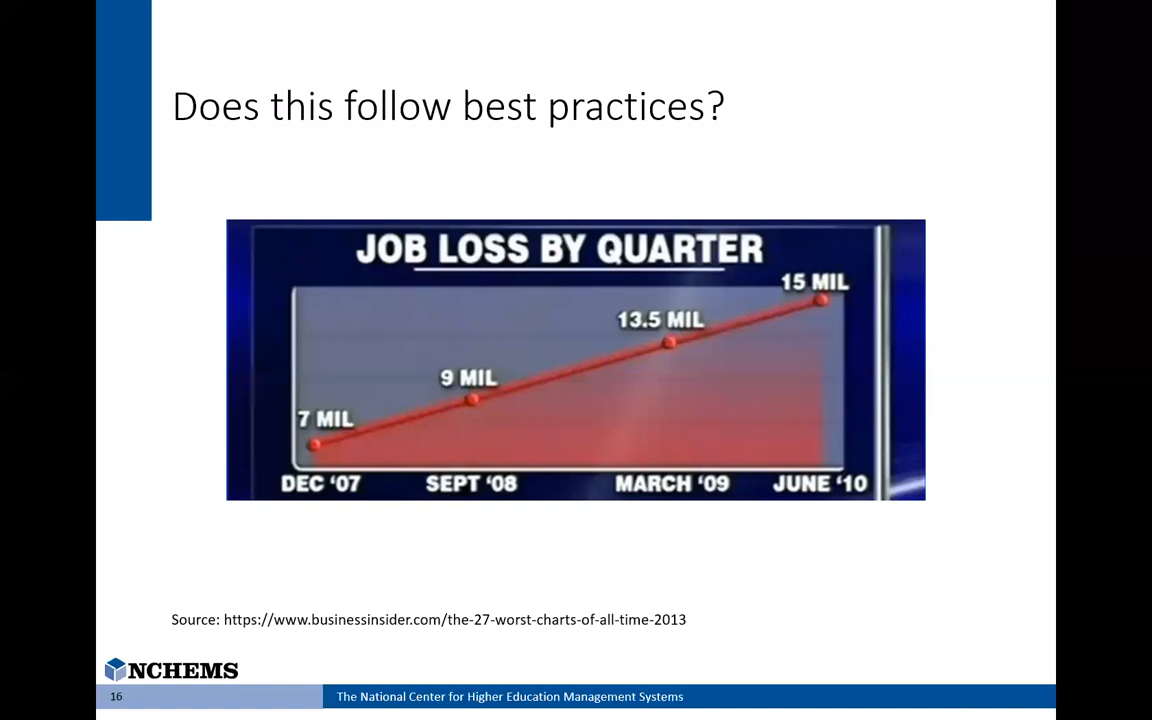 Does this follow best practices?
JOB LOSS BY QUARTER
15 MIL
13.5 MIL
9 MIL
7 MIL
DEC ‘07 SEPT ‘08 MARCH ‘09 JUNE ‘10
Source: https://www.businessinsider.com/the-27-worst-charts-of-all-time-2013
NCHEMS
16 The National Center for Higher Education Management Systems